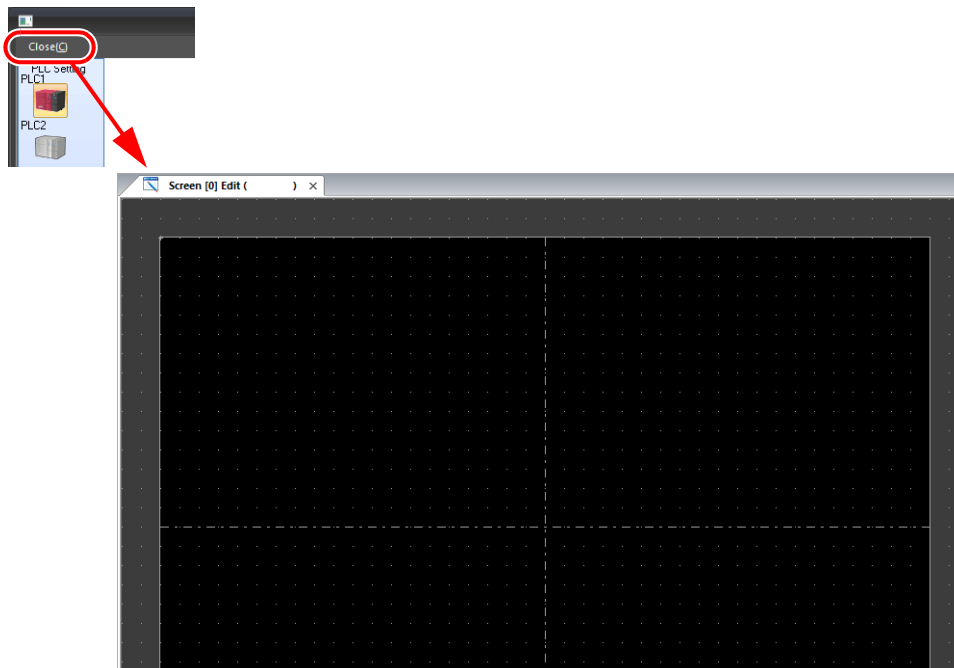 Close(C)
PLC Setting
PLC1
PLC2
Screen [0] Edit ( )